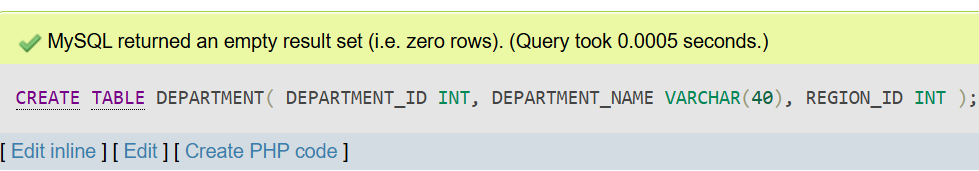 MySQL returned an empty result set (i.e. zero rows). (Query took 0.0005 seconds.)
CREATE TABLE DEPARTMENT( DEPARTMENT_ID INT, DEPARTMENT_NAME VARCHAR(40), REGION_ID INT );
[ Edit inline ] [ Edit ] [ Create PHP code ]